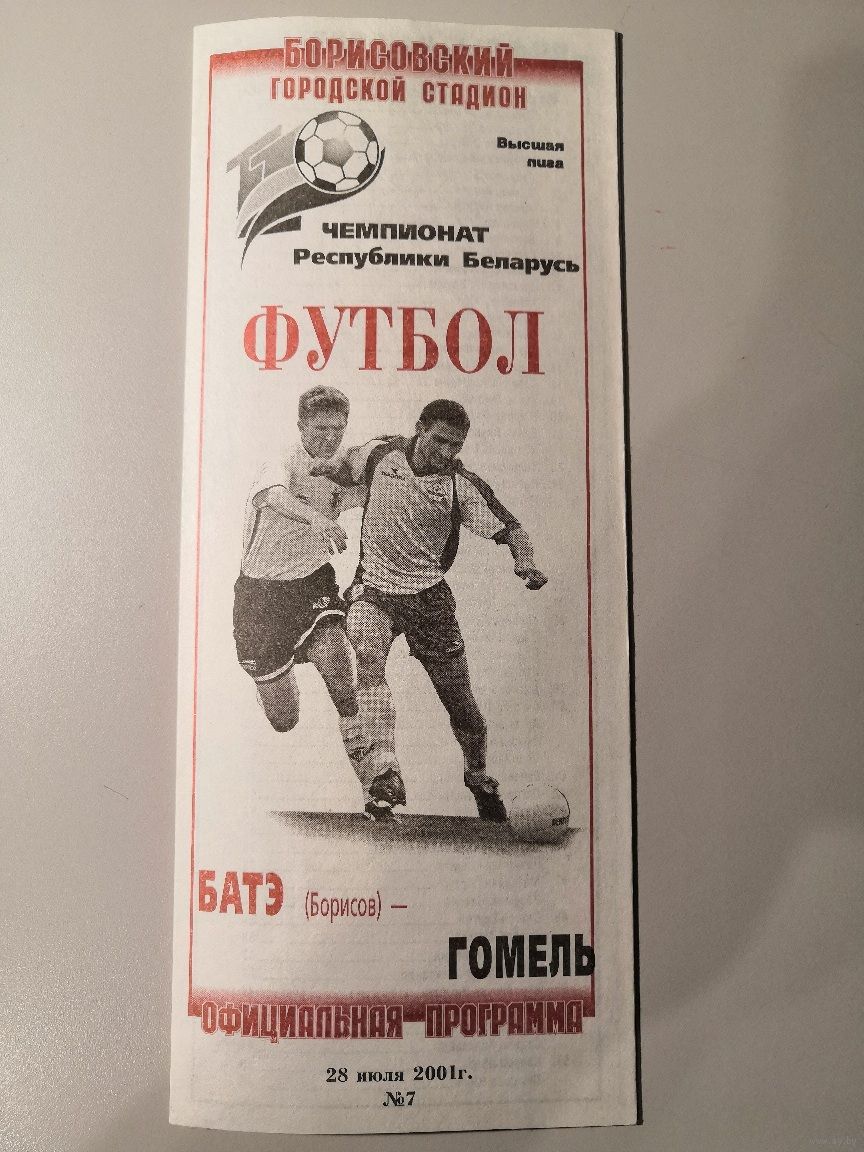 БОРИСОВСКИЙ
ГОРОДСКОЙ СТАДИОН
Высшая
лига
ЧЕМПИОНАТ
Республики Беларусь
ФУТБОЛ
БАТЭ (Борисов) —
ГОМЕЛЬ
ОФИЦИАЛЬНАЯ ПРОГРАММА
28 июля 2001г.
№7